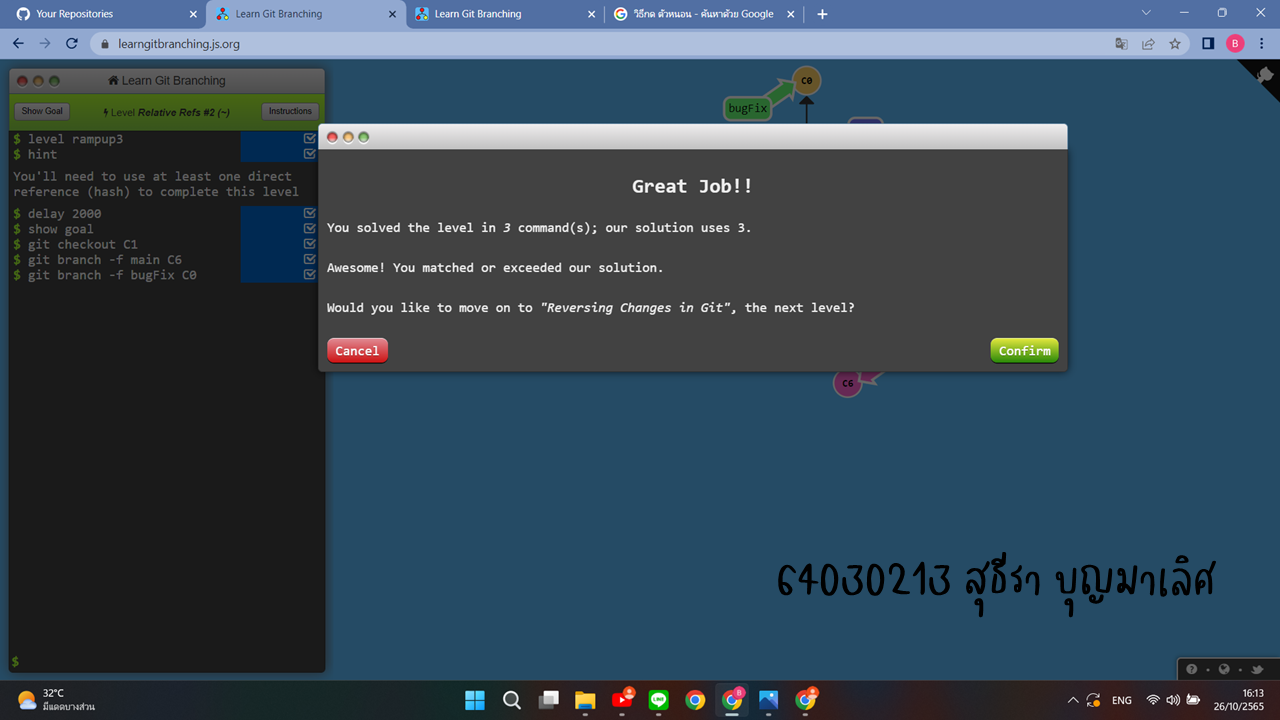 Your Repositories
Learn Git Branching
Learn Git Branching
วิธีกด ตัวหนอน - ค้นหาด้วย Google
learngitbranching.js.org
B
Learn Git Branching
Show Goal
Level Relative Refs #2 (~)
Instructions
$ level rampup3
$ hint
You'll need to use at least one direct
reference (hash) to complete this level
$ delay 2000
$ show goal
$ git checkout C1
$ git branch -f main C6
$ git branch -f bugFix C0
$
C0
bugFix
Great Job!!
You solved the level in 3 command(s); our solution uses 3.
Awesome! You matched or exceeded our solution.
Would you like to move on to "Reversing Changes in Git", the next level?
Cancel
Confirm
C6
64030213 สุธีรา บุญมาเลิศ
32°C
มีแดดบางส่วน
ENG
16:13
26/10/2565